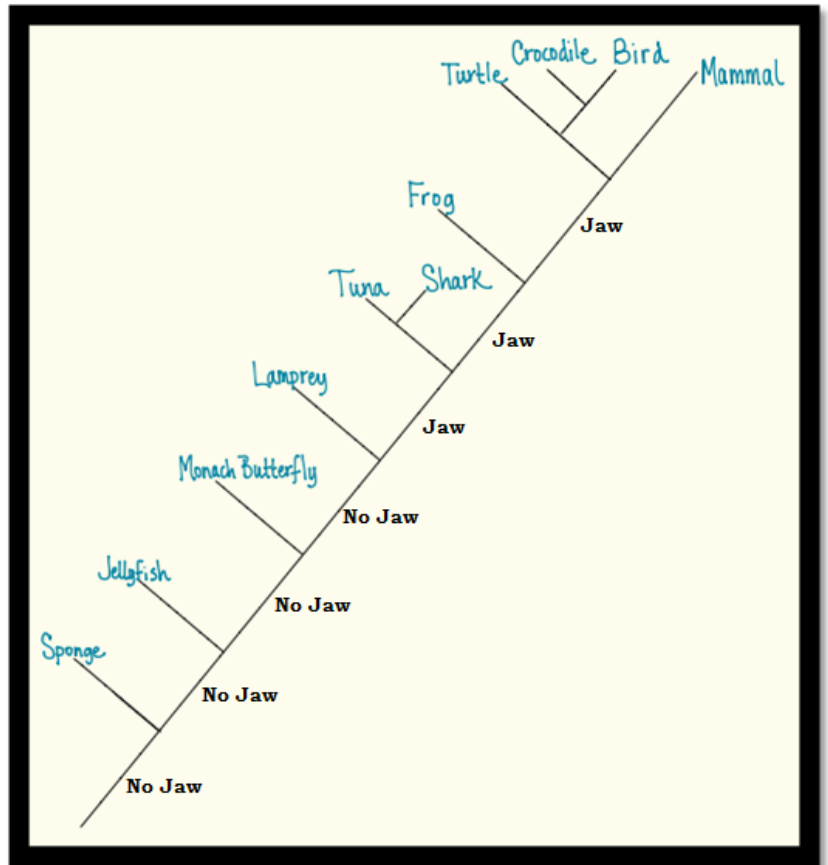 Crocodile Bird
Turtle
Mammal
Frog
Jaw
Tuna
Shark
Jaw
Lamprey
Jaw
Monach Butterfly
No Jaw
Jellyfish
No Jaw
Sponge
No Jaw
No Jaw